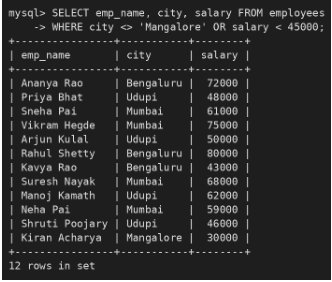 mysql> SELECT emp_name, city, salary FROM employees
    -> WHERE city <> 'Mangalore' OR salary < 45000;
+----------------+-----------+--------+
| emp_name       | city      | salary |
+----------------+-----------+--------+
| Ananya Rao     | Bengaluru |  72000 |
| Priya Bhat     | Udupi     |  48000 |
| Sneha Pai      | Mumbai    |  61000 |
| Vikram Hegde   | Mumbai    |  75000 |
| Arjun Kulal    | Udupi     |  50000 |
| Rahul Shetty   | Bengaluru |  80000 |
| Kavya Rao      | Bengaluru |  43000 |
| Suresh Nayak   | Mumbai    |  68000 |
| Manoj Kamath   | Udupi     |  62000 |
| Neha Pai       | Mumbai    |  59000 |
| Shruti Poojary | Udupi     |  46000 |
| Kiran Acharya  | Mangalore |  30000 |
+----------------+-----------+--------+
12 rows in set